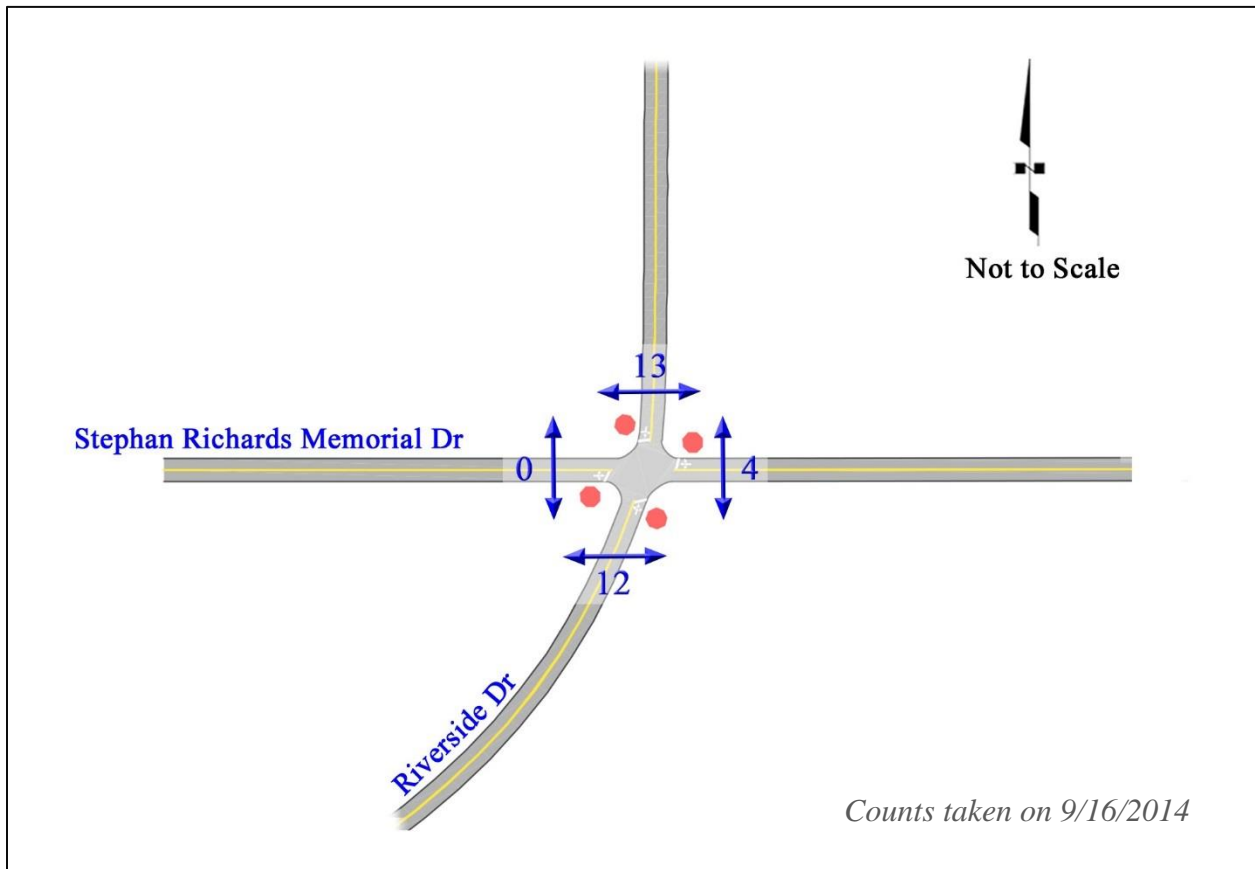 Not to Scale
13
Stephan Richards Memorial Dr
0
4
12
Riverside Dr
Counts taken on 9/16/2014